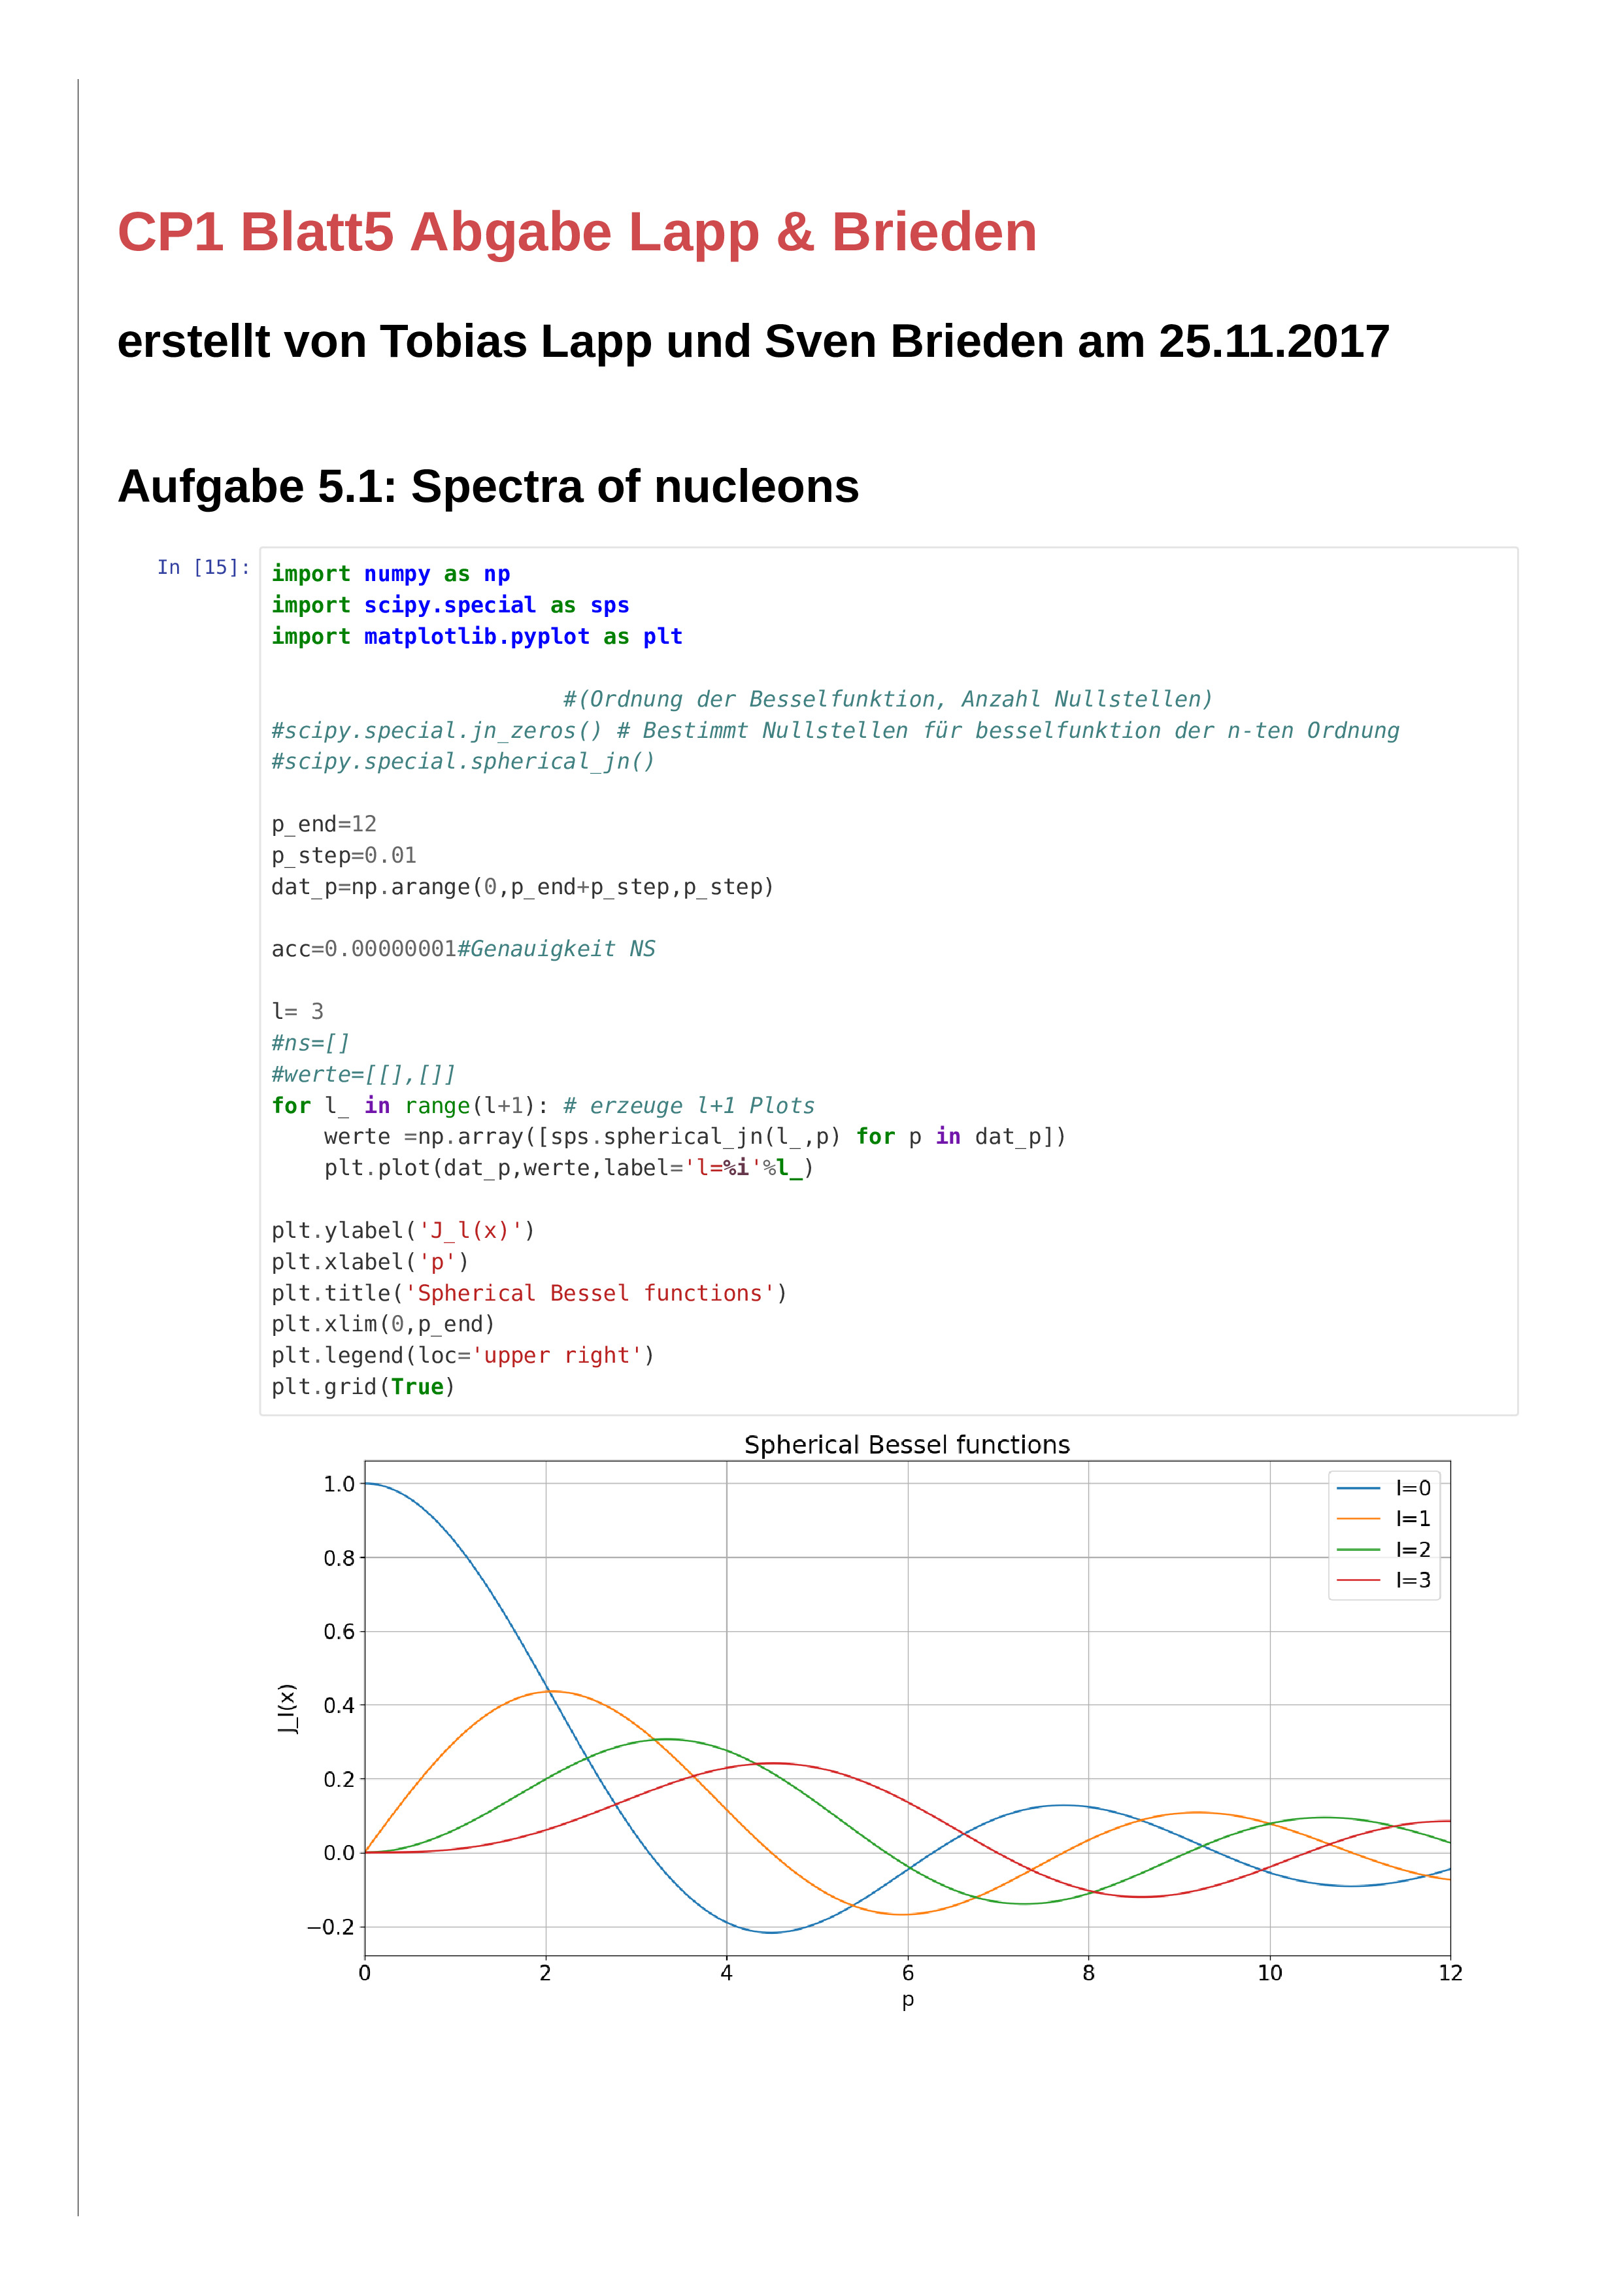 CP1 Blatt5 Abgabe Lapp & Brieden
erstellt von Tobias Lapp und Sven Brieden am 25.11.2017
Aufgabe 5.1: Spectra of nucleons
In [15]:
import numpy as np
import scipy.special as sps
import matplotlib.pyplot as plt
#(Ordnung der Besselfunktion, Anzahl Nullstellen)
#scipy.special.jn_zeros() # Bestimmt Nullstellen für besselfunktion der n-ten Ordnung
#scipy.special.spherical_jn()
p_end=12
p_step=0.01
dat_p=np.arange(0,p_end+p_step,p_step)
acc=0.00000001#Genauigkeit NS
l= 3
#ns=[]
#werte=[[],[]]
for l_ in range(l+1): # erzeuge l+1 Plots
    werte =np.array([sps.spherical_jn(l_,p) for p in dat_p])
    plt.plot(dat_p,werte,label='l=%i'%l_)
plt.ylabel('J_l(x)')
plt.xlabel('p')
plt.title('Spherical Bessel functions')
plt.xlim(0,p_end)
plt.legend(loc='upper right')
plt.grid(True)
Spherical Bessel functions
1.0
0.8
0.6
0.4
0.2
0.0
−0.2
J_l(x)
l=0
l=1
l=2
l=3
0 2 4 6 8 10 12
p